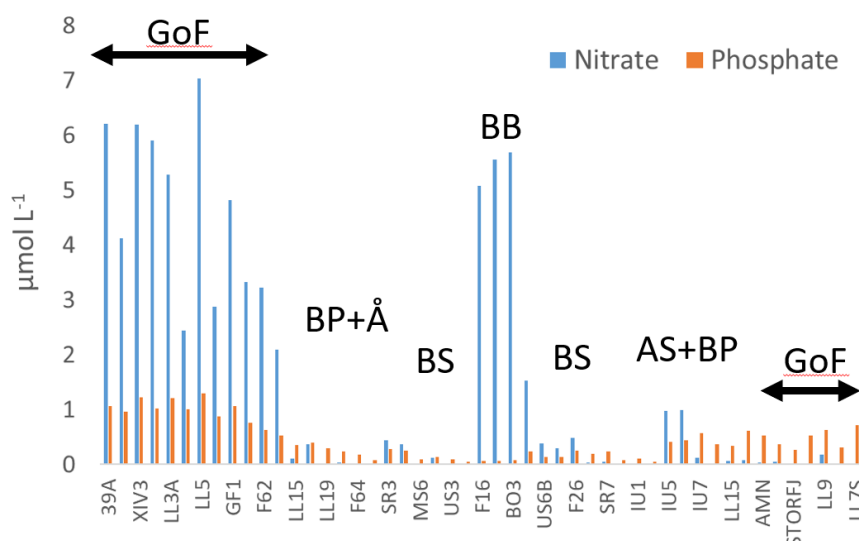 8
GoF
7
Nitrate
Phosphate
6
BB
5
μmol L⁻¹
4
3
BP+Å
2
BS
BS
AS+BP
GoF
1
0
39A
XIV3
LL3A
LL5
GF1
F62
LL15
LL19
F64
SR3
MS6
US3
F16
BO3
US6B
F26
SR7
IU1
IU5
IU7
LL15
AMN
STORFJ
LL9
LL7S